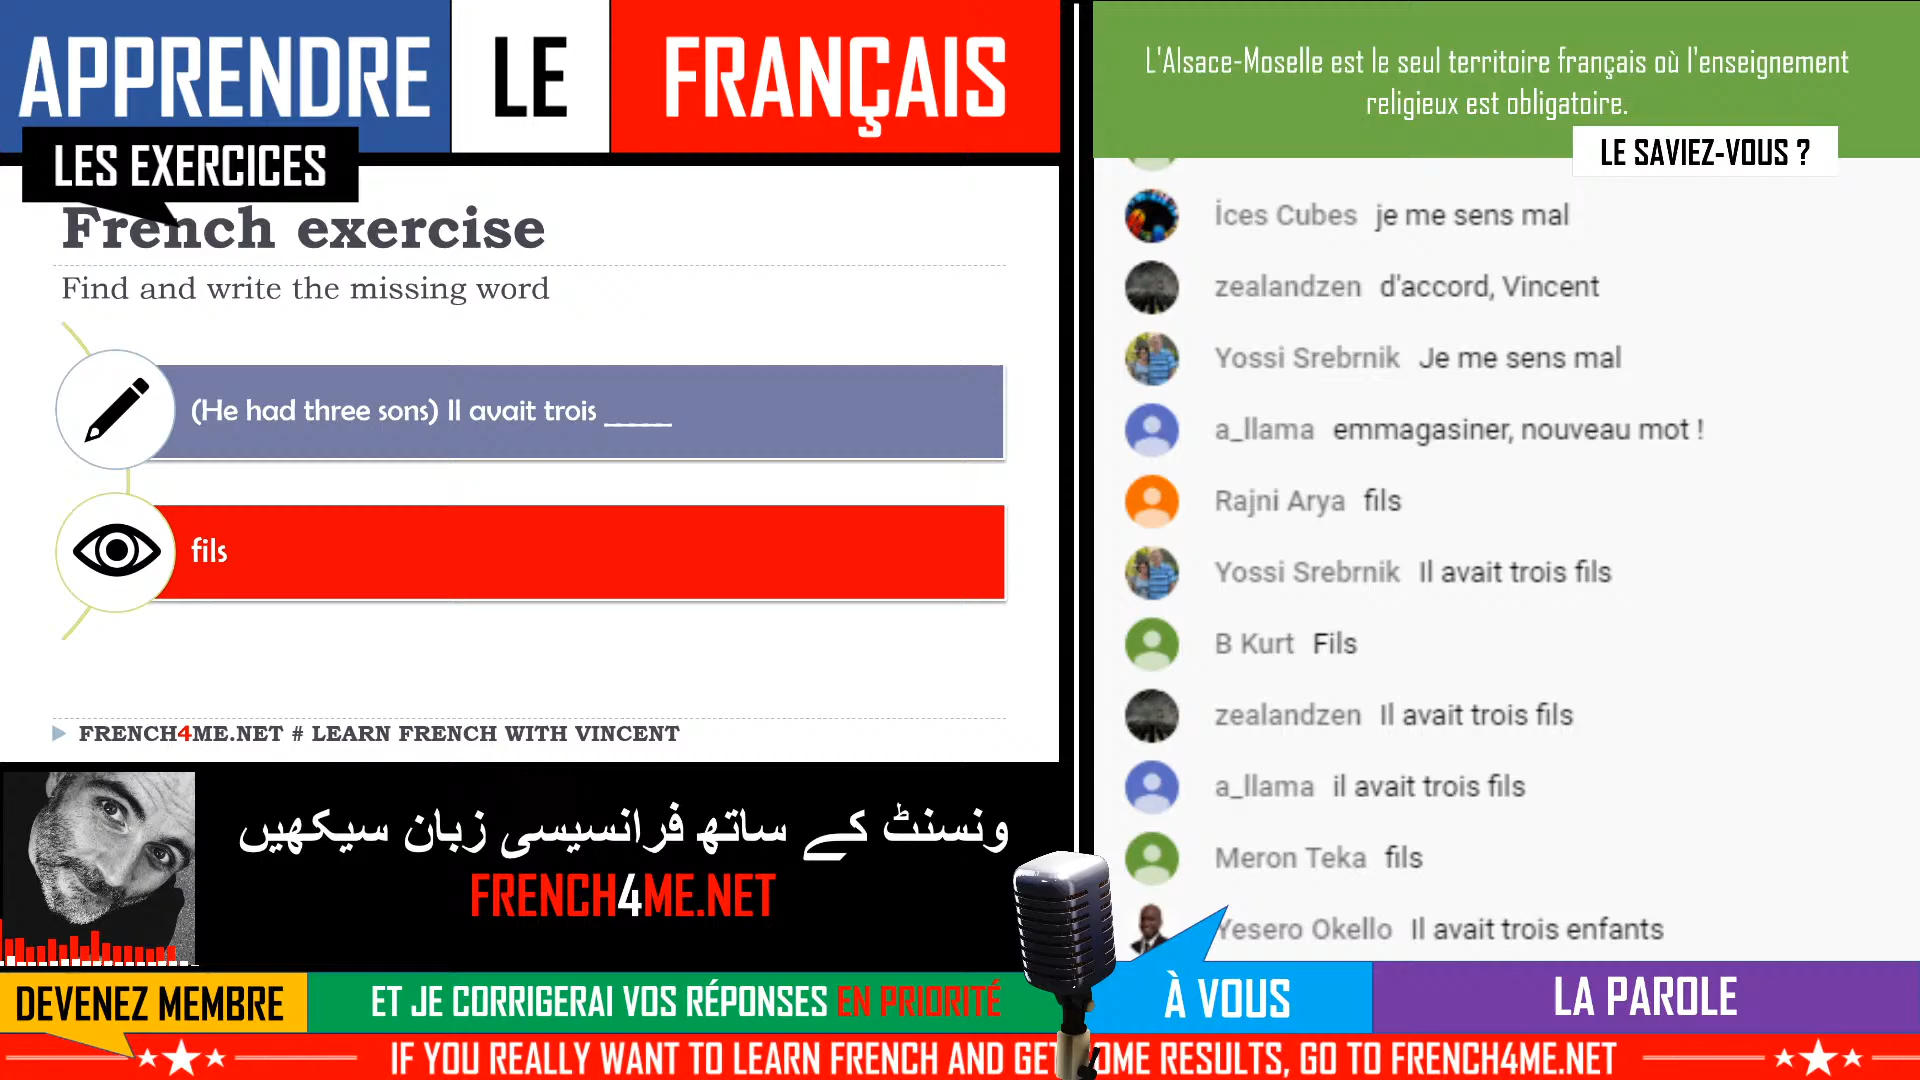 APPRENDRE LE FRANÇAIS
LES EXERCICES
French exercise
Find and write the missing word
(He had three sons) Il avait trois _____
fils
FRENCH4ME.NET # LEARN FRENCH WITH VINCENT
ونسنٹ کے ساتھ فرانسیسی زبان سیکھیں
FRENCH4ME.NET
L'Alsace-Moselle est le seul territoire français où l'enseignement
religieux est obligatoire.
LE SAVIEZ-VOUS ?
İces Cubes je me sens mal
zealandzen d'accord, Vincent
Yossi Srebrnik Je me sens mal
a_llama emmagasiner, nouveau mot !
Rajni Arya fils
Yossi Srebrnik Il avait trois fils
B Kurt Fils
zealandzen Il avait trois fils
a_llama il avait trois fils
Meron Teka fils
Yesero Okello Il avait trois enfants
DEVENEZ MEMBRE ET JE CORRIGERAI VOS RÉPONSES EN PRIORITÉ
À VOUS LA PAROLE
IF YOU REALLY WANT TO LEARN FRENCH AND GET SOME RESULTS, GO TO FRENCH4ME.NET